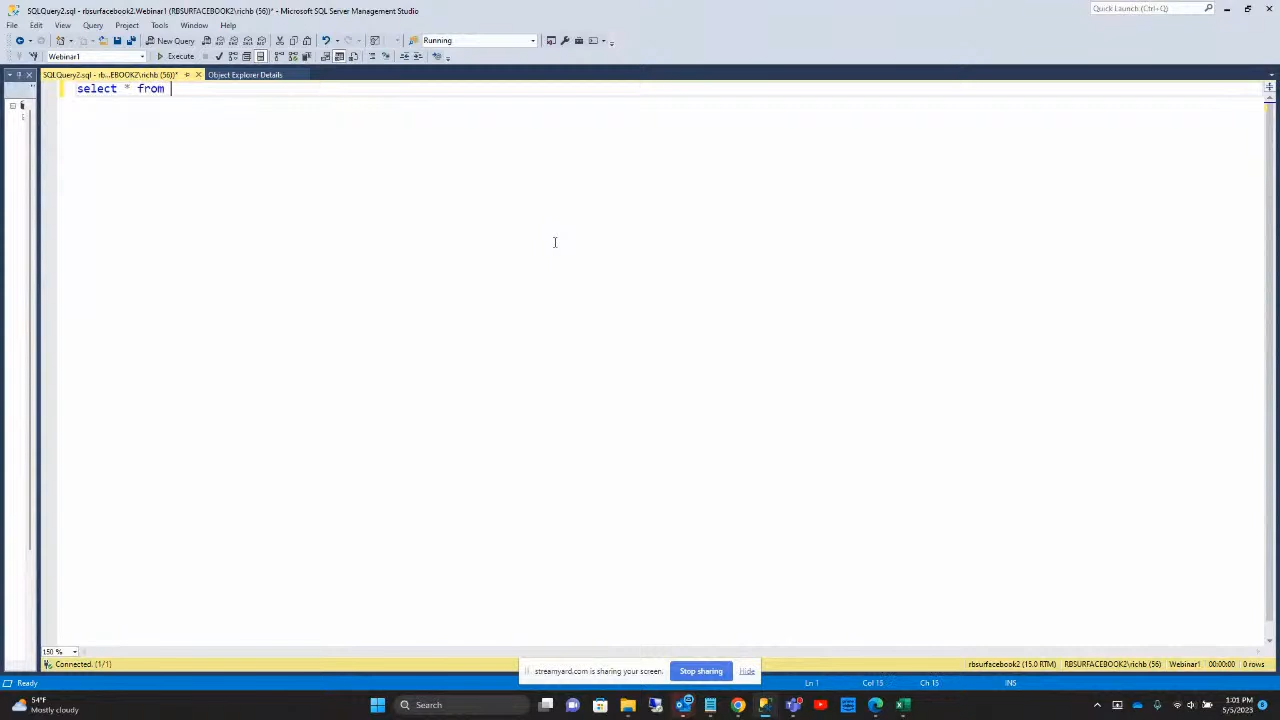 SQLQuery2.sql - rbsurfacebook2.Webinar1 (RBSURFACEBOOK2\richb (56))* - Microsoft SQL Server Management Studio
Quick Launch (Ctrl+Q)
File Edit View Query Project Tools Window Help
New Query
Running
Webinar1
Execute
SQLQuery2.sql - rb...EBOOK2\richb (56))*
Object Explorer Details
select * from
150 %
Connected. (1/1)
rbsurfacebook2 (15.0 RTM)
RBSURFACEBOOK2\richb (56)
Webinar1
00:00:00
0 rows
streamyard.com is sharing your screen.
Stop sharing
Hide
Ready
Ln 1
Col 15
Ch 15
INS
54°F
Mostly cloudy
Search
1:01 PM
5/5/2023